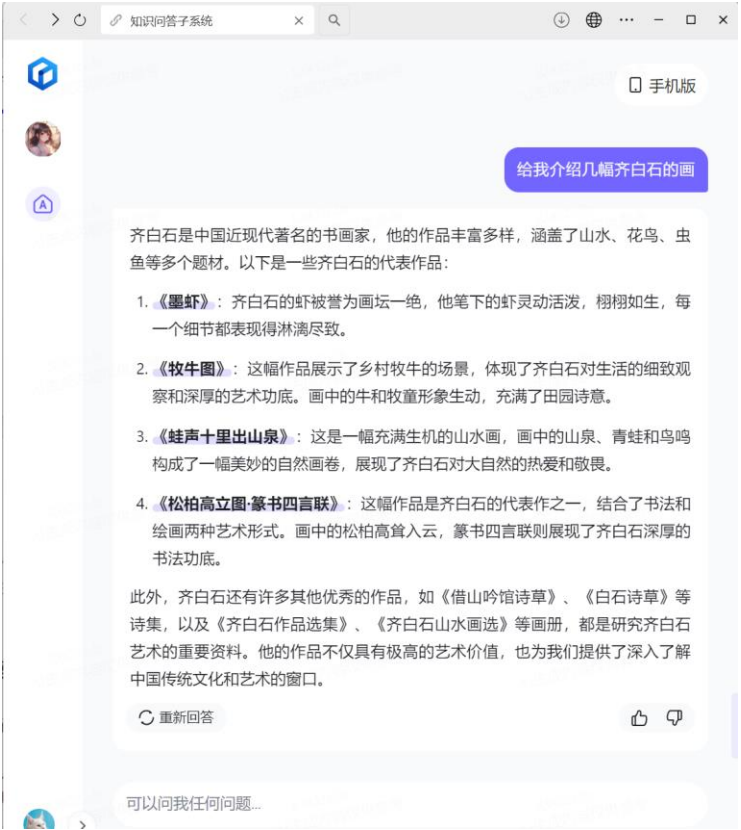 知识问答子系统
手机版
给我介绍几幅齐白石的画
齐白石是中国近现代著名的书画家，他的作品丰富多样，涵盖了山水、花鸟、虫
鱼等多个题材。以下是一些齐白石的代表作品：
1. 《墨虾》：齐白石的虾被誉为画坛一绝，他笔下的虾灵动活泼，栩栩如生，每
一个细节都表现得淋漓尽致。
2. 《牧牛图》：这幅作品展示了乡村牧牛的场景，体现了齐白石对生活的细致观
察和深厚的艺术功底。画中的牛和牧童形象生动，充满了田园诗意。
3. 《蛙声十里出山泉》：这是一幅充满生机的山水画，画中的山泉、青蛙和鸟鸣
构成了一幅美妙的自然画卷，展现了齐白石对大自然的热爱和敬畏。
4. 《松柏高立图·篆书四言联》：这幅作品是齐白石的代表作之一，结合了书法和
绘画两种艺术形式。画中的松柏高耸入云，篆书四言联则展现了齐白石深厚的
书法功底。
此外，齐白石还有许多其他优秀的作品，如《借山吟馆诗草》、《白石诗草》等
诗集，以及《齐白石作品选集》、《齐白石山水画选》等画册，都是研究齐白石
艺术的重要资料。他的作品不仅具有极高的艺术价值，也为我们提供了深入了解
中国传统文化和艺术的窗口。
重新回答
可以问我任何问题...